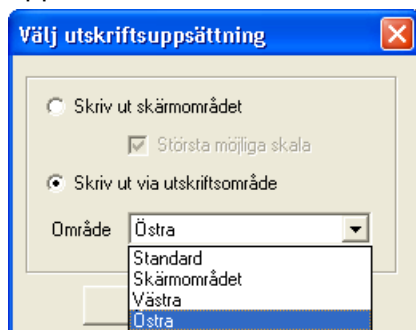 Välj utskriftsuppsättning
Skriv ut skärmområdet
Största möjliga skala
Skriv ut via utskriftsområde
Område Östra
Standard
Skärmområdet
Västra
Östra